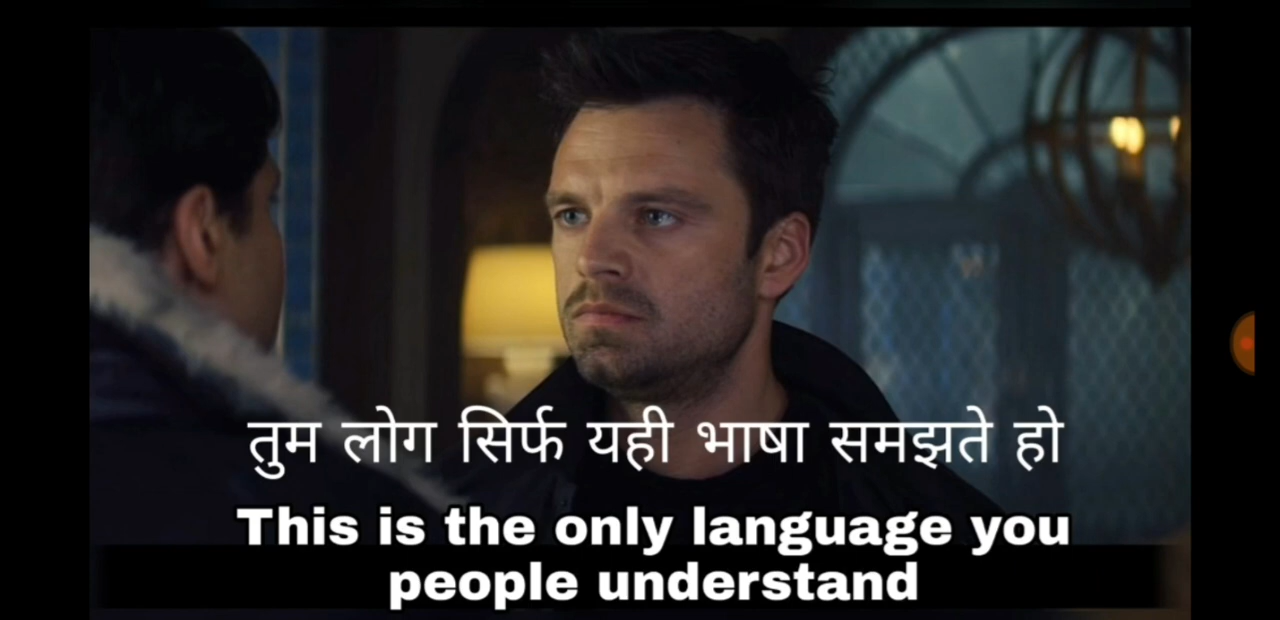 तुम लोग सिर्फ यही भाषा समझते हो
This is the only language you
people understand